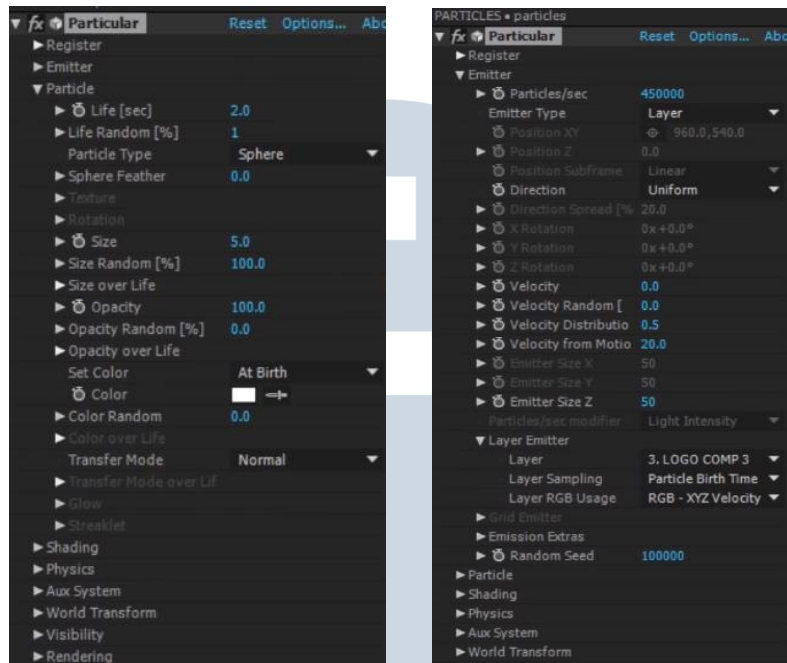 fx Particular Reset Options... Abo
Register
Emitter
Particle
Life [sec] 2.0
Life Random [%] 1
Particle Type Sphere
Sphere Feather 0.0
Texture
Rotation
Size 5.0
Size Random [%] 100.0
Size over Life
Opacity 100.0
Opacity Random [%] 0.0
Opacity over Life
Set Color At Birth
Color
Color Random 0.0
Color over Life
Transfer Mode Normal
Transfer Mode over Lif
Glow
Streaklet
Shading
Physics
Aux System
World Transform
Visibility
Rendering
PARTICLES • particles
fx Particular Reset Options... Abo
Register
Emitter
Particles/sec 450000
Emitter Type Layer
Position XY 960.0,540.0
Position Z 0.0
Position Subframe Linear
Direction Uniform
Direction Spread [% 20.0
X Rotation 0x+0.0°
Y Rotation 0x+0.0°
Z Rotation 0x+0.0°
Velocity 0.0
Velocity Random [ 0.0
Velocity Distributio 0.5
Velocity from Motio 20.0
Emitter Size X 50
Emitter Size Y 50
Emitter Size Z 50
Particles/sec modifier Light Intensity
Layer Emitter
Layer 3. LOGO COMP 3
Layer Sampling Particle Birth Time
Layer RGB Usage RGB - XYZ Velocity
Grid Emitter
Emission Extras
Random Seed 100000
Particle
Shading
Physics
Aux System
World Transform